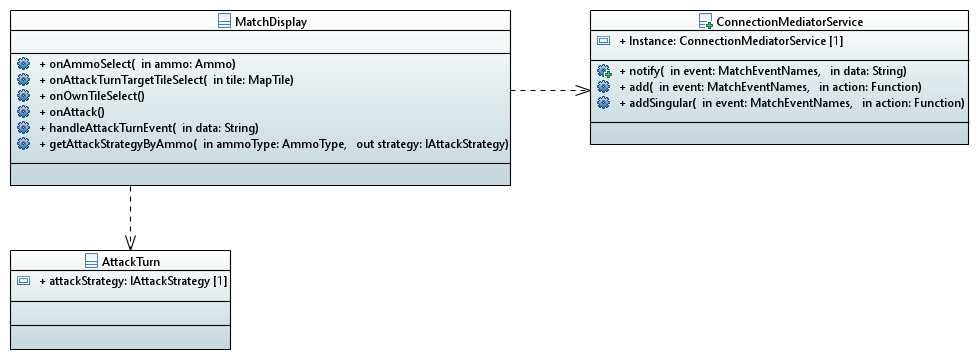 MatchDisplay
+ onAmmoSelect( in ammo: Ammo)
+ onAttackTurnTargetTileSelect( in tile: MapTile)
+ onOwnTileSelect()
+ onAttack()
+ handleAttackTurnEvent( in data: String)
+ getAttackStrategyByAmmo( in ammoType: AmmoType, out strategy: IAttackStrategy)
ConnectionMediatorService
+ Instance: ConnectionMediatorService [1]
+ notify( in event: MatchEventNames, in data: String)
+ add( in event: MatchEventNames, in action: Function)
+ addSingular( in event: MatchEventNames, in action: Function)
AttackTurn
+ attackStrategy: IAttackStrategy [1]